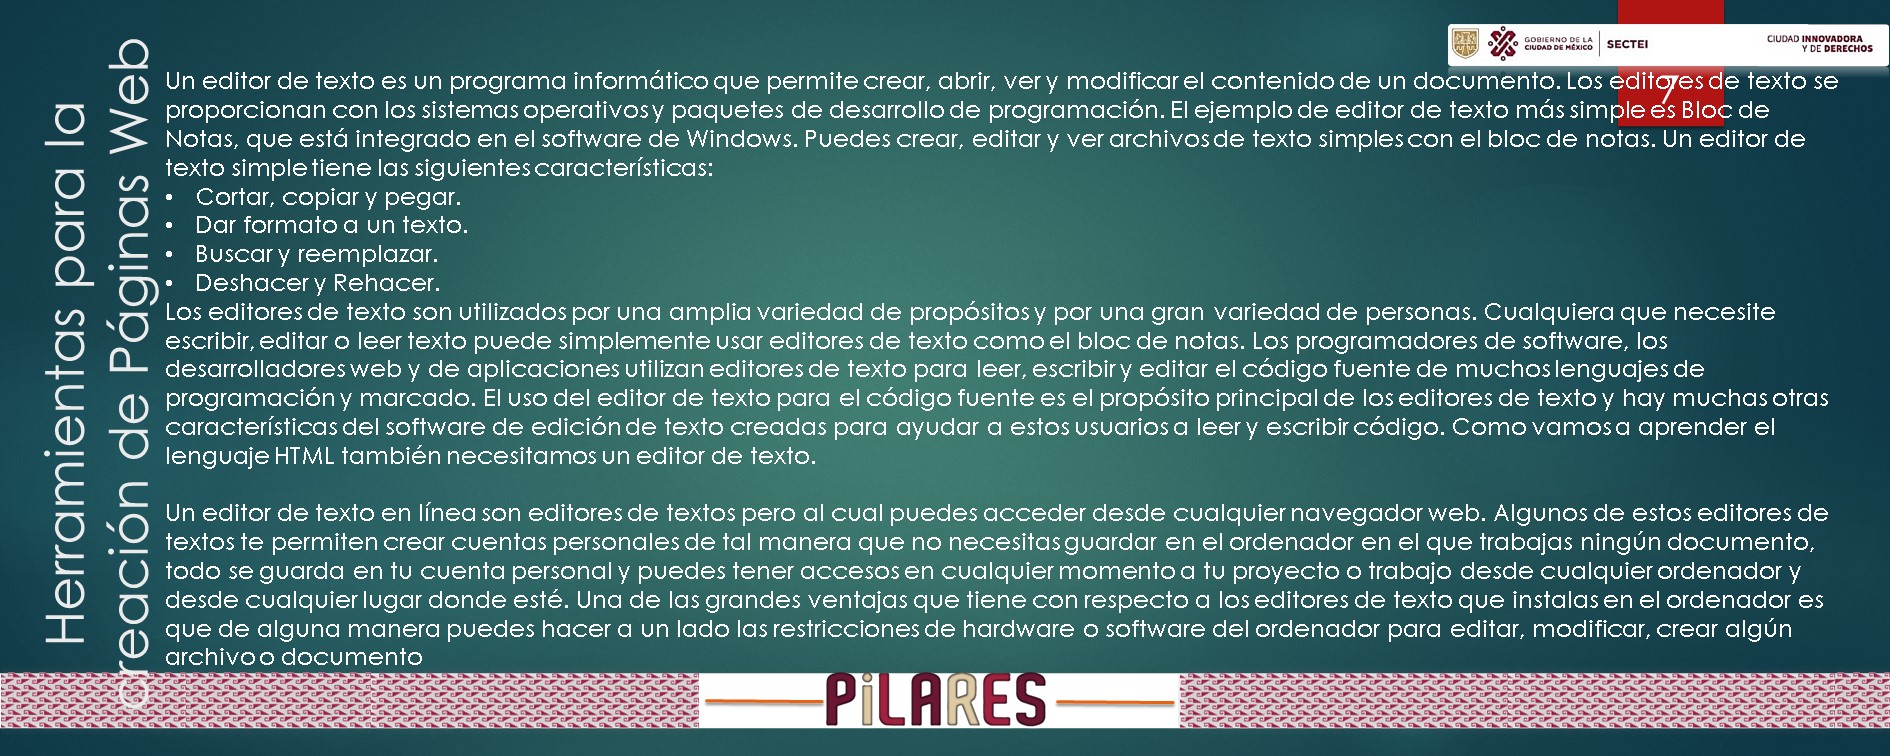 Herramientas para la
creación de Páginas Web
GOBIERNO DE LA
CIUDAD DE MÉXICO
SECTEI
CIUDAD INNOVADORA
Y DE DERECHOS
7
Un editor de texto es un programa informático que permite crear, abrir, ver y modificar el contenido de un documento. Los editores de texto se
proporcionan con los sistemas operativos y paquetes de desarrollo de programación. El ejemplo de editor de texto más simple es Bloc de
Notas, que está integrado en el software de Windows. Puedes crear, editar y ver archivos de texto simples con el bloc de notas. Un editor de
texto simple tiene las siguientes características:
• Cortar, copiar y pegar.
• Dar formato a un texto.
• Buscar y reemplazar.
• Deshacer y Rehacer.
Los editores de texto son utilizados por una amplia variedad de propósitos y por una gran variedad de personas. Cualquiera que necesite
escribir, editar o leer texto puede simplemente usar editores de texto como el bloc de notas. Los programadores de software, los
desarrolladores web y de aplicaciones utilizan editores de texto para leer, escribir y editar el código fuente de muchos lenguajes de
programación y marcado. El uso del editor de texto para el código fuente es el propósito principal de los editores de texto y hay muchas otras
características del software de edición de texto creadas para ayudar a estos usuarios a leer y escribir código. Como vamos a aprender el
lenguaje HTML también necesitamos un editor de texto.
Un editor de texto en línea son editores de textos pero al cual puedes acceder desde cualquier navegador web. Algunos de estos editores de
textos te permiten crear cuentas personales de tal manera que no necesitas guardar en el ordenador en el que trabajas ningún documento,
todo se guarda en tu cuenta personal y puedes tener accesos en cualquier momento a tu proyecto o trabajo desde cualquier ordenador y
desde cualquier lugar donde esté. Una de las grandes ventajas que tiene con respecto a los editores de texto que instalas en el ordenador es
que de alguna manera puedes hacer a un lado las restricciones de hardware o software del ordenador para editar, modificar, crear algún
archivo o documento
PiLARES